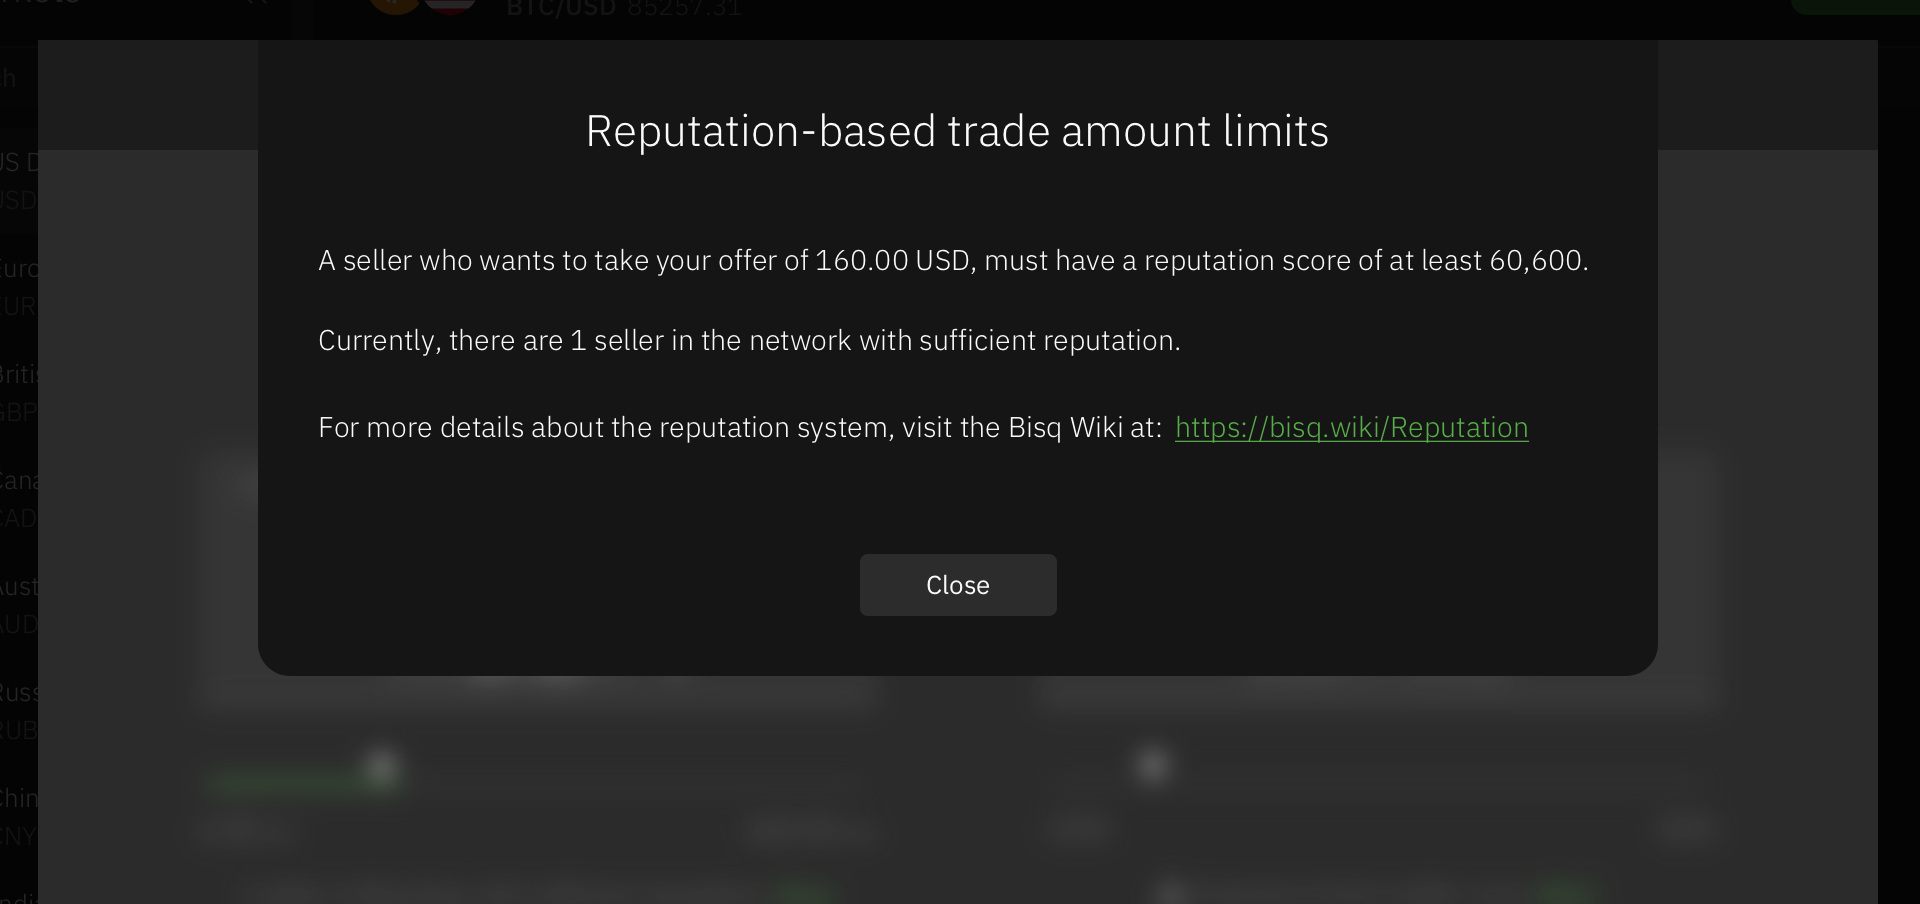 BTC/USD 85257.31
Reputation-based trade amount limits
A seller who wants to take your offer of 160.00 USD, must have a reputation score of at least 60,600.
Currently, there are 1 seller in the network with sufficient reputation.
For more details about the reputation system, visit the Bisq Wiki at: https://bisq.wiki/Reputation
Close